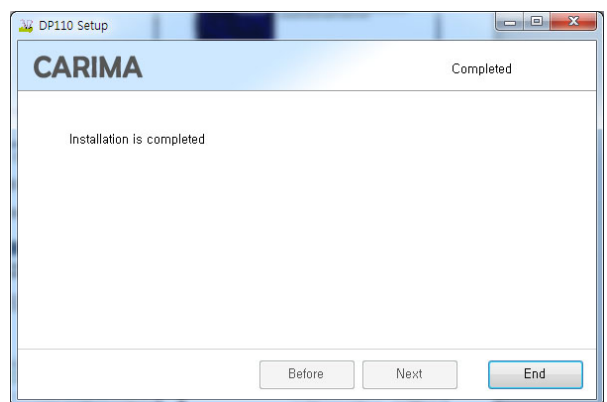 DP110 Setup
CARIMA
Completed
Installation is completed
Before
Next
End